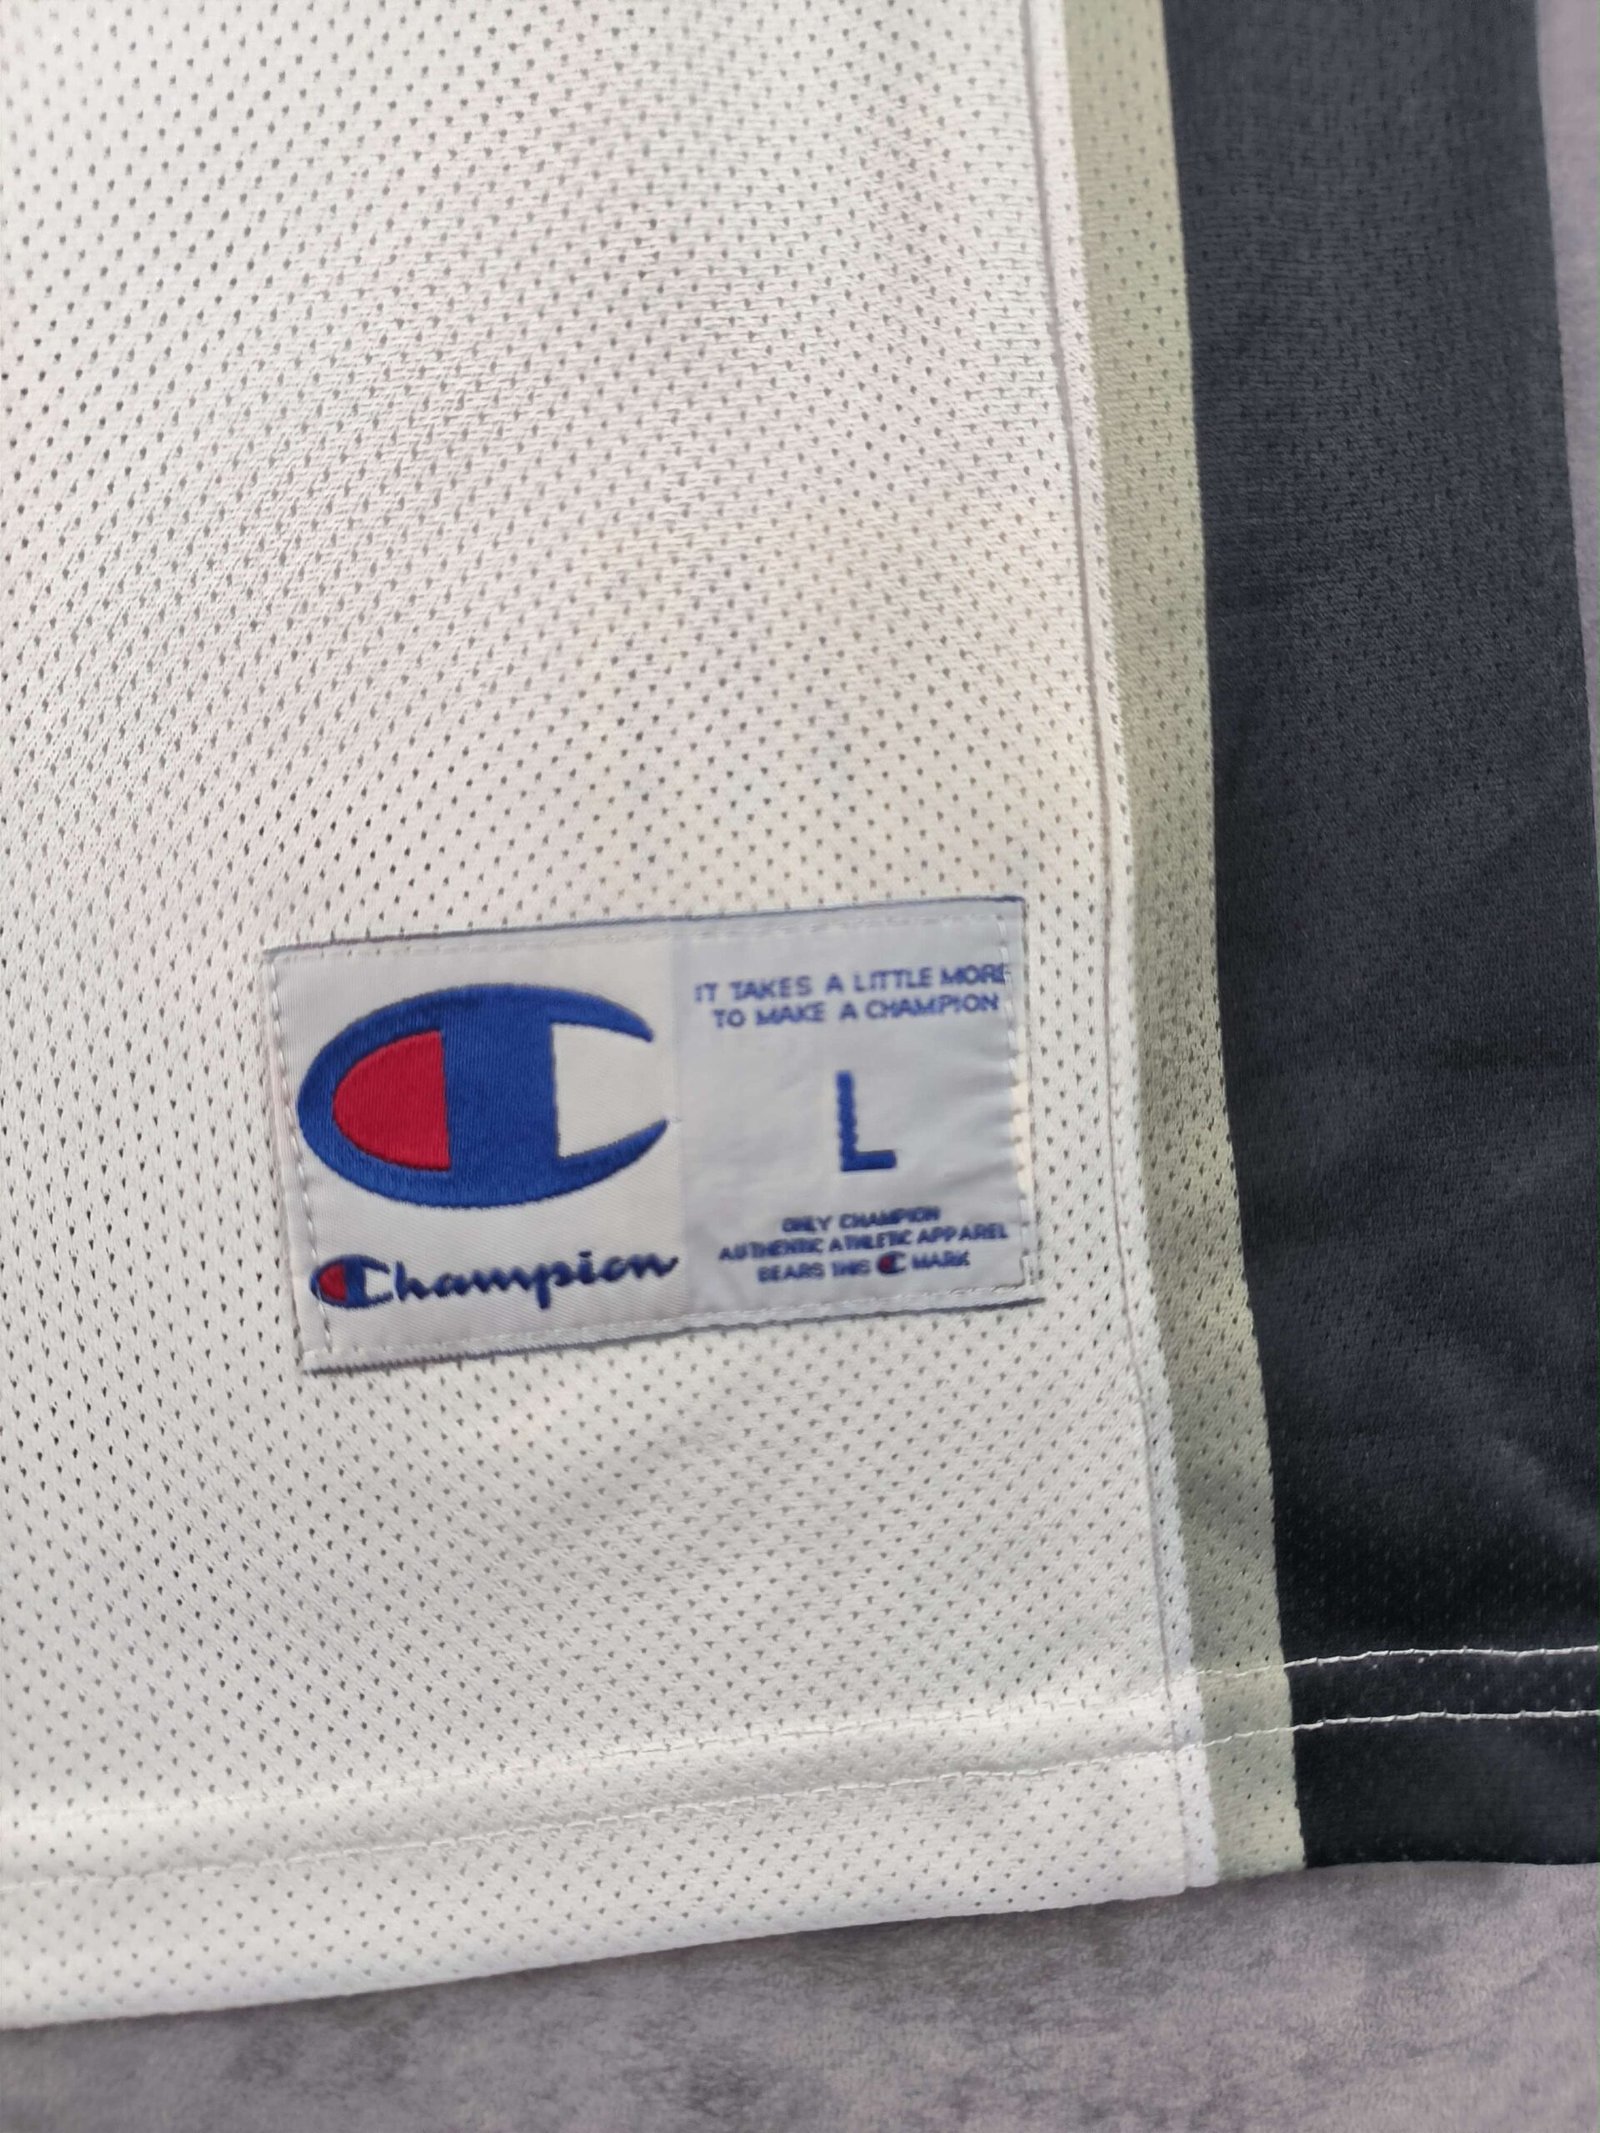 IT TAKES A LITTLE MORE
TO MAKE A CHAMPION
L
ONLY CHAMPION
AUTHENTIC ATHLETIC APPAREL
BEARS THIS C MARK
Champion